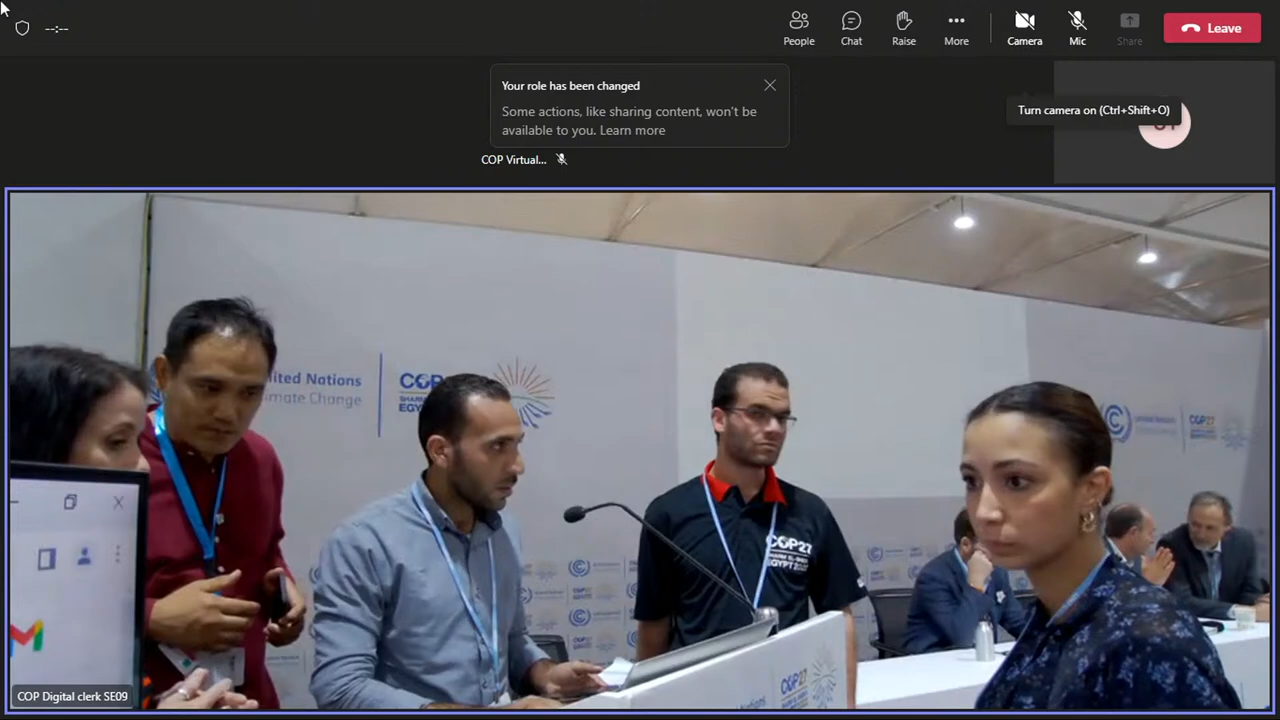 --:--
People
Chat
Raise
More
Camera
Mic
Share
Leave
Your role has been changed
Some actions, like sharing content, won't be
available to you. Learn more
Turn camera on (Ctrl+Shift+O)
COP Virtual...
United Nations
Climate Change
COP
EGYPT
COP27
EGYPT
COP27
COP27
COP Digital clerk SE09